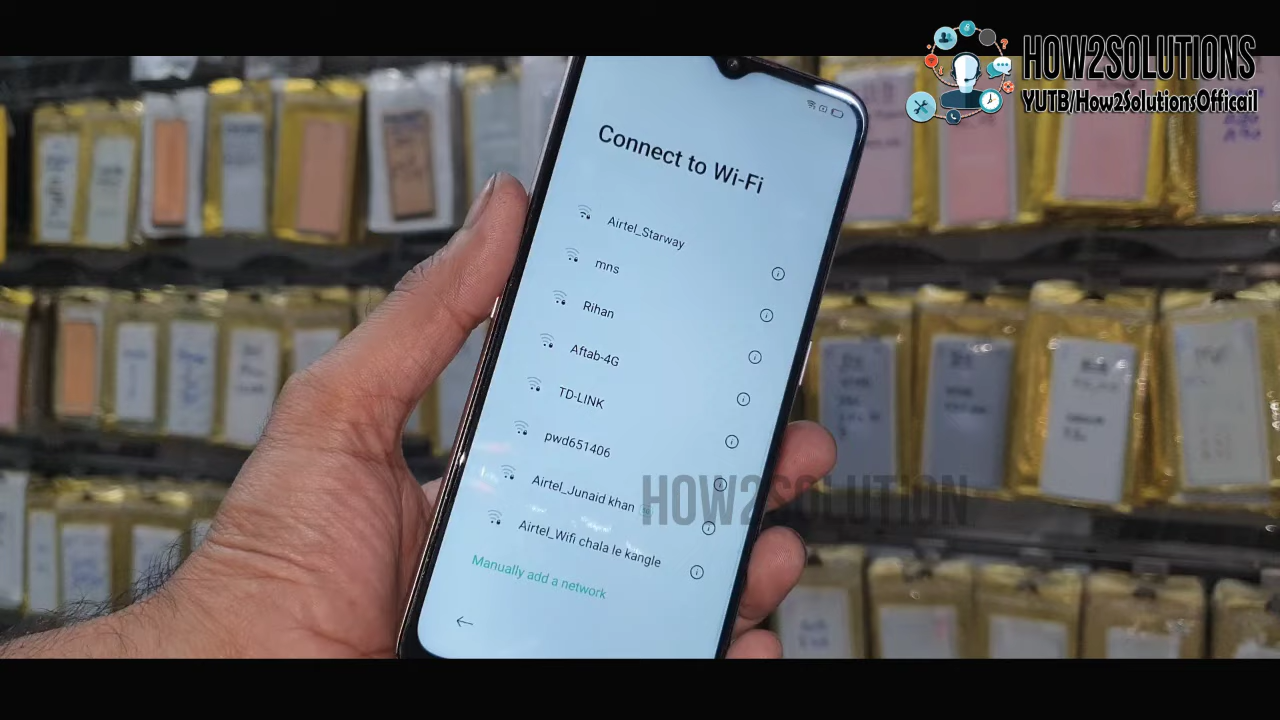 HOW2SOLUTIONS
YUTB/How2SolutionsOfficail
Connect to Wi-Fi
Airtel_Starway
mns
Rihan
Aftab-4G
TD-LINK
pwd651406
Airtel_Junaid khan
Airtel_Wifi chala le kangle
Manually add a network
HOW2SOLUTION